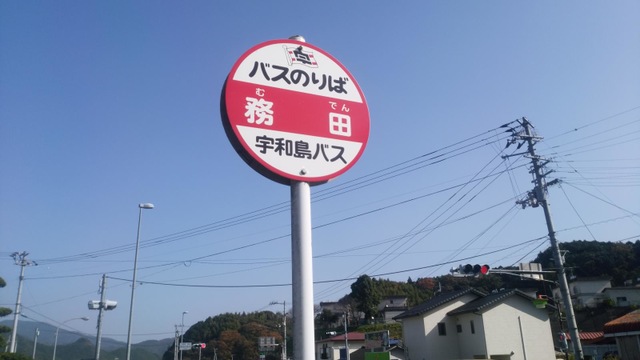 バスのりば
む でん
務 田
宇和島バス